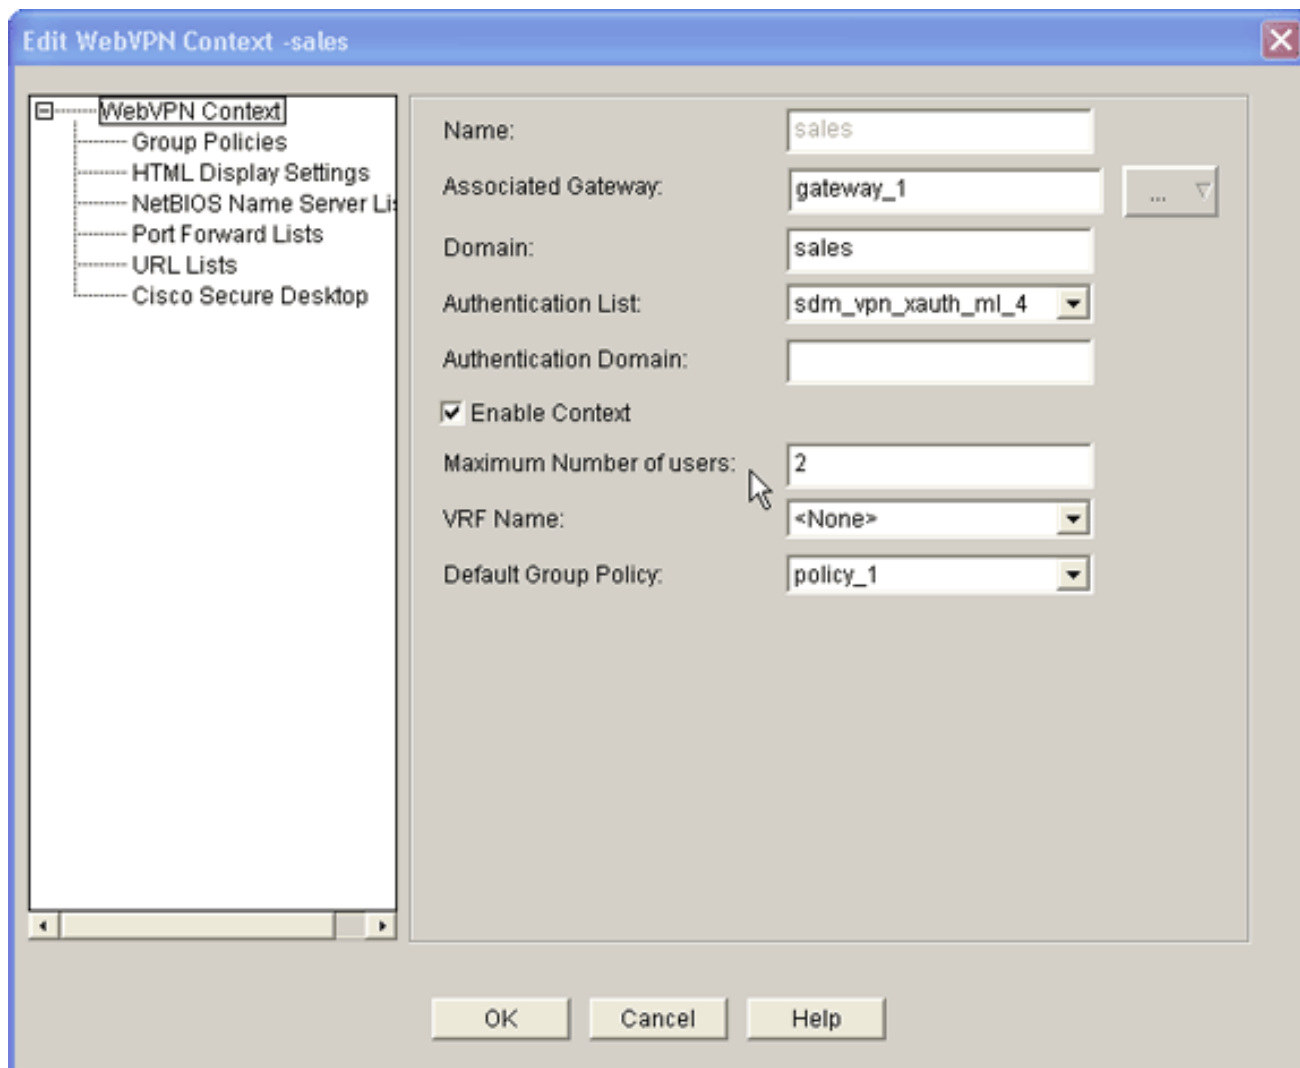 Edit WebVPN Context -sales
WebVPN Context
Group Policies
HTML Display Settings
NetBIOS Name Server Lis
Port Forward Lists
URL Lists
Cisco Secure Desktop
Name: sales
Associated Gateway: gateway_1 ...
Domain: sales
Authentication List: sdm_vpn_xauth_ml_4
Authentication Domain:
Enable Context
Maximum Number of users: 2
VRF Name: <None>
Default Group Policy: policy_1
OK Cancel Help